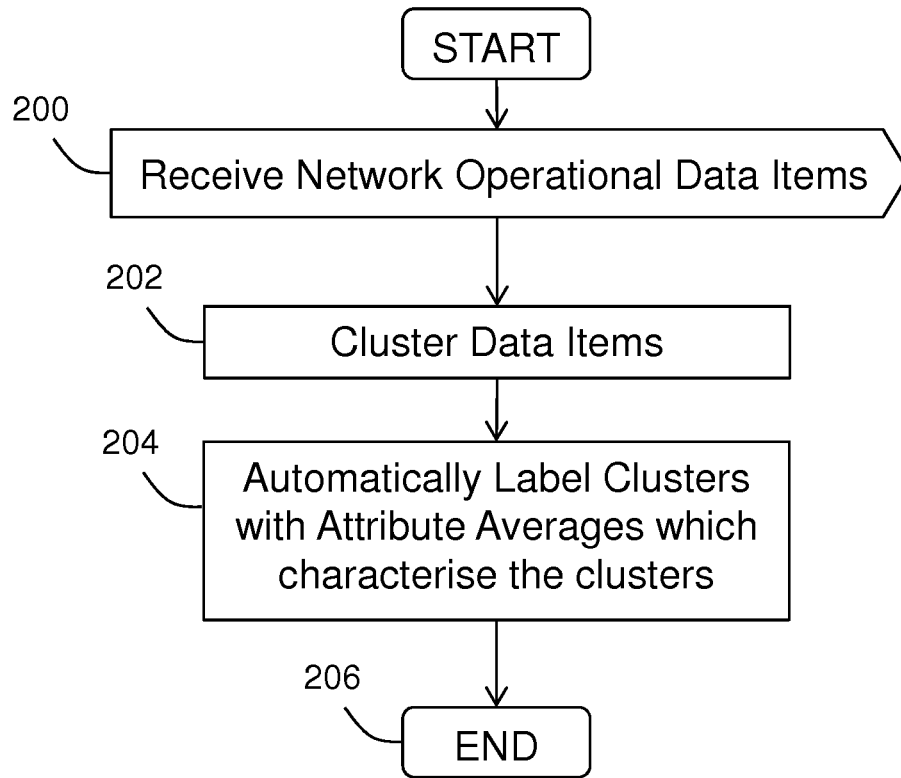 START
200
Receive Network Operational Data Items
202
Cluster Data Items
204
Automatically Label Clusters
with Attribute Averages which
characterise the clusters
206
END